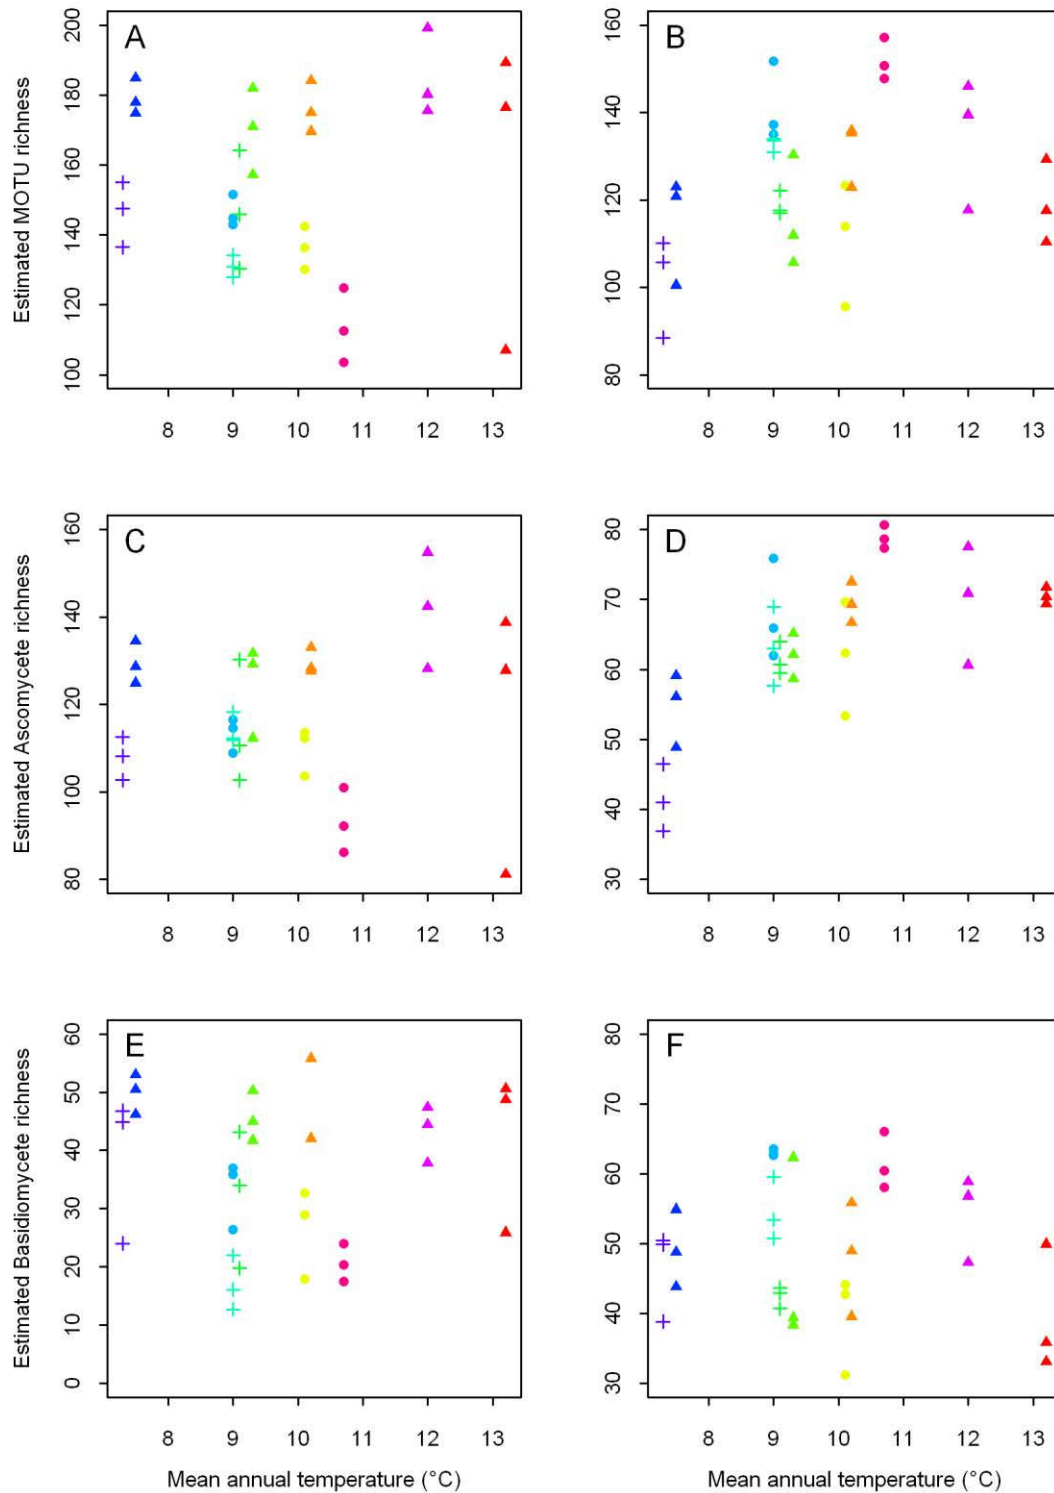 A
B
Estimated MOTU richness
200
180
160
140
120
100
160
140
120
100
80
8 9 10 11 12 13
8 9 10 11 12 13
C
D
Estimated Ascomycete richness
160
140
120
100
80
80
70
60
50
40
30
8 9 10 11 12 13
8 9 10 11 12 13
E
F
Estimated Basidiomycete richness
60
50
40
30
20
10
0
80
70
60
50
40
30
8 9 10 11 12 13
8 9 10 11 12 13
Mean annual temperature (°C)
Mean annual temperature (°C)